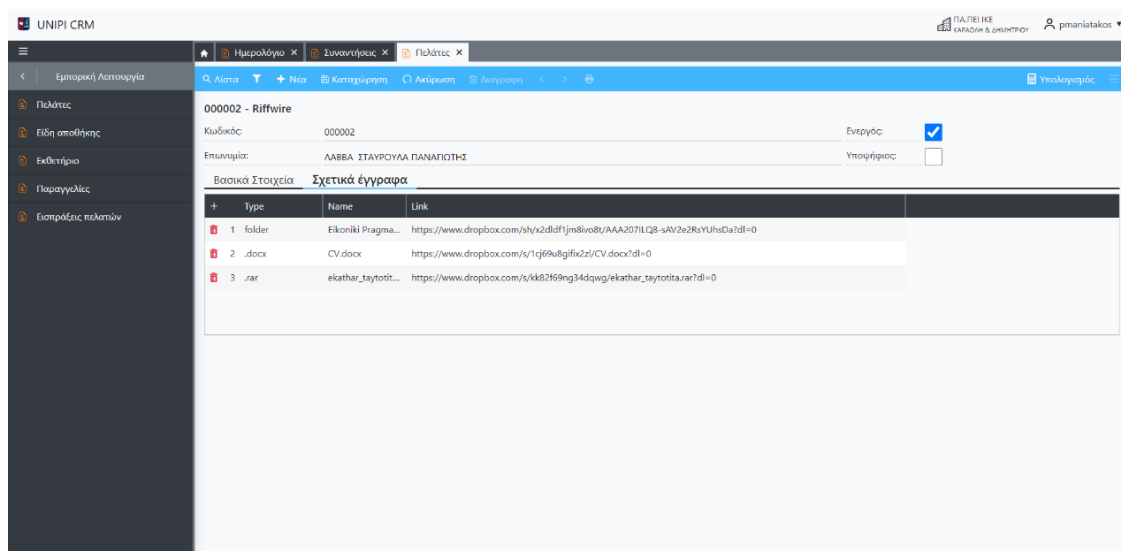 UNIPI CRM
ΠΑ.ΠΕΙ ΙΚΕ
ΚΑΡΑΟΛΗ & ΔΗΜΗΤΡΙΟΥ
pmaniatakos
Ημερολόγιο ×
Συναντήσεις ×
Πελάτες ×
Εμπορική Λειτουργία
Λίστα
+ Νέα
Καταχώρηση
Ακύρωση
Διαγραφη
Υπολογισμός
Πελάτες
Είδη αποθήκης
Εκθετήριο
Παραγγελίες
Εισπράξεις πελατών
000002 - Riffwire
Κωδικός: 000002 Ενεργός:
Επωνυμία: ΛΑΒΒΑ ΣΤΑΥΡΟΥΛΑ ΠΑΝΑΓΙΩΤΗΣ Υποψήφιος:
Βασικά Στοιχεία Σχετικά έγγραφα
+ Type Name Link
1 folder Eikoniki Pragma... https://www.dropbox.com/sh/x2dldf1jm8ivo8t/AAA207ILQ8-sAV2e2RsYUhsDa?dl=0
2 .docx CV.docx https://www.dropbox.com/s/1cj69u8gifix2zl/CV.docx?dl=0
3 .rar ekathar_taytotit... https://www.dropbox.com/s/kk82f69ng34dqwg/ekathar_taytotita.rar?dl=0